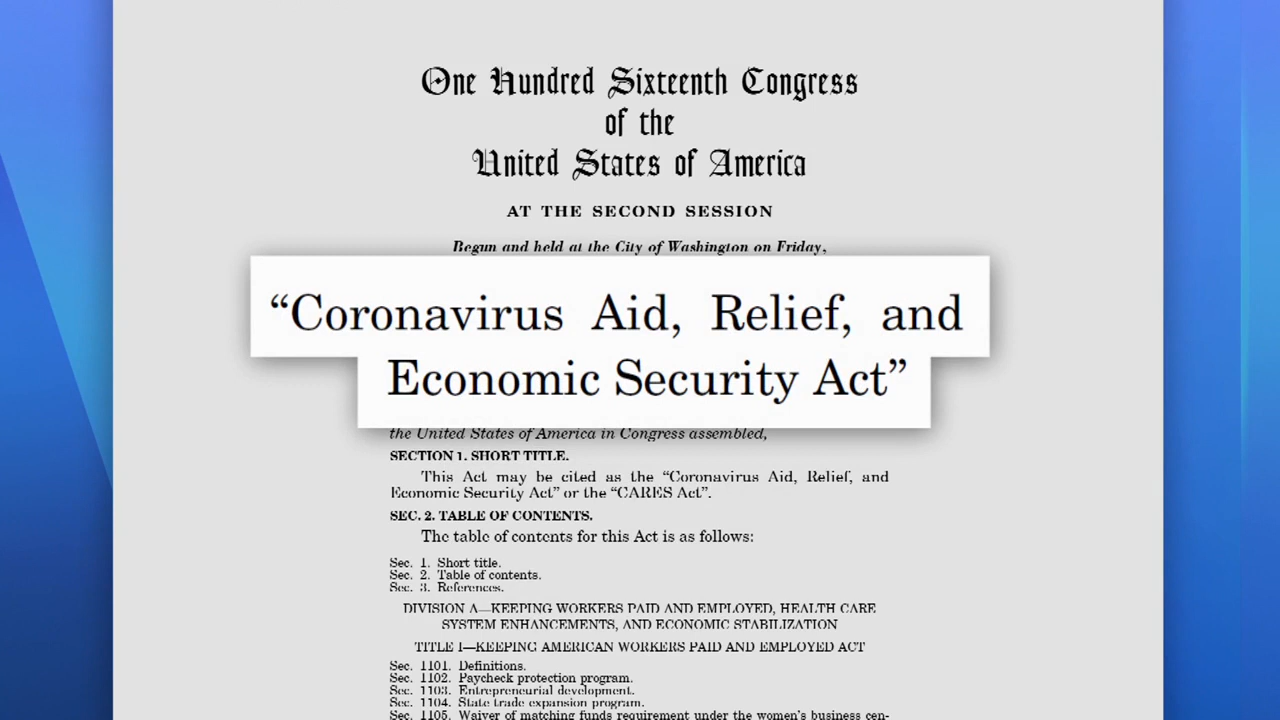 One Hundred Sixteenth Congress
of the
United States of America
AT THE SECOND SESSION
Begun and held at the City of Washington on Friday,
“Coronavirus Aid, Relief, and
Economic Security Act”
the United States of America in Congress assembled,
SECTION 1. SHORT TITLE.
This Act may be cited as the “Coronavirus Aid, Relief, and
Economic Security Act” or the “CARES Act”.
SEC. 2. TABLE OF CONTENTS.
The table of contents for this Act is as follows:
Sec. 1. Short title.
Sec. 2. Table of contents.
Sec. 3. References.
DIVISION A—KEEPING WORKERS PAID AND EMPLOYED, HEALTH CARE
SYSTEM ENHANCEMENTS, AND ECONOMIC STABILIZATION
TITLE I—KEEPING AMERICAN WORKERS PAID AND EMPLOYED ACT
Sec. 1101. Definitions.
Sec. 1102. Paycheck protection program.
Sec. 1103. Entrepreneurial development.
Sec. 1104. State trade expansion program.
Sec. 1105. Waiver of matching funds requirement under the women’s business cen-